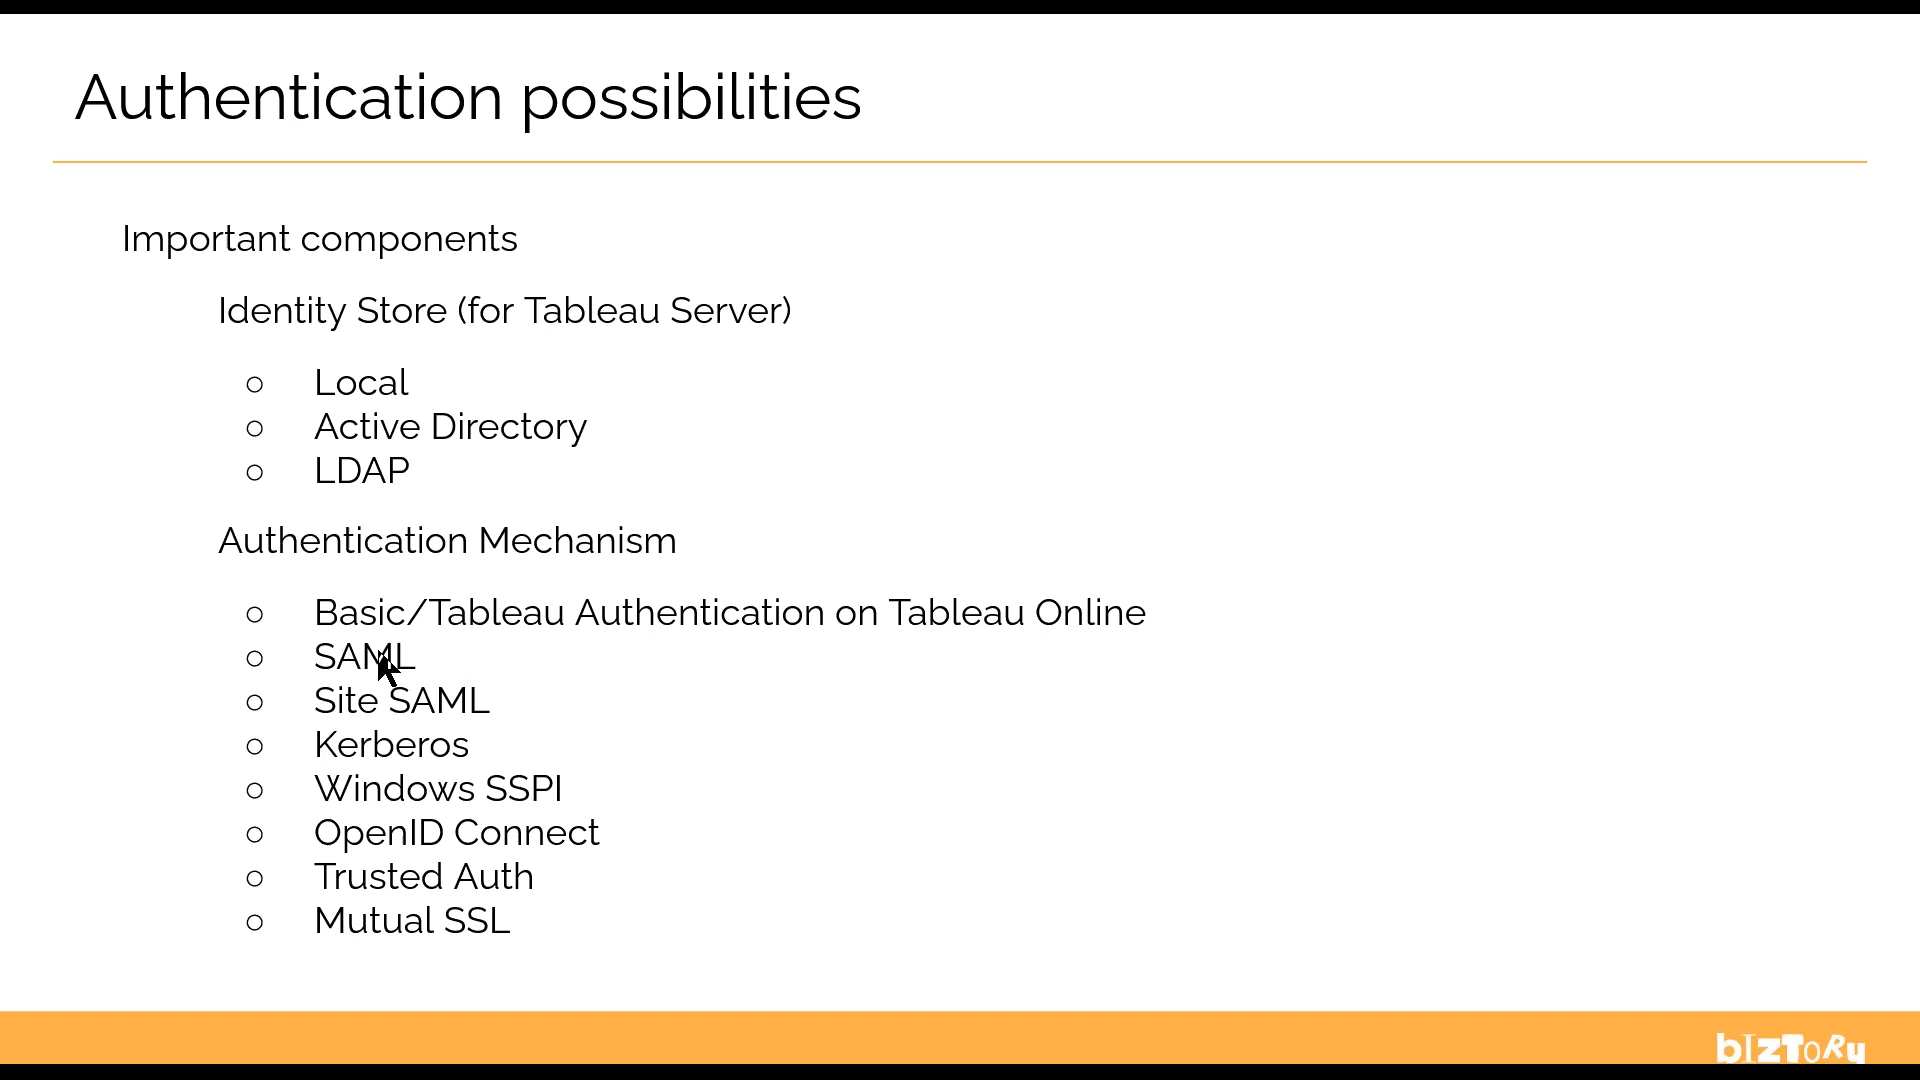 Authentication possibilities
Important components
Identity Store (for Tableau Server)
○ Local
○ Active Directory
○ LDAP
Authentication Mechanism
○ Basic/Tableau Authentication on Tableau Online
○ SAML
○ Site SAML
○ Kerberos
○ Windows SSPI
○ OpenID Connect
○ Trusted Auth
○ Mutual SSL
bIzToRy